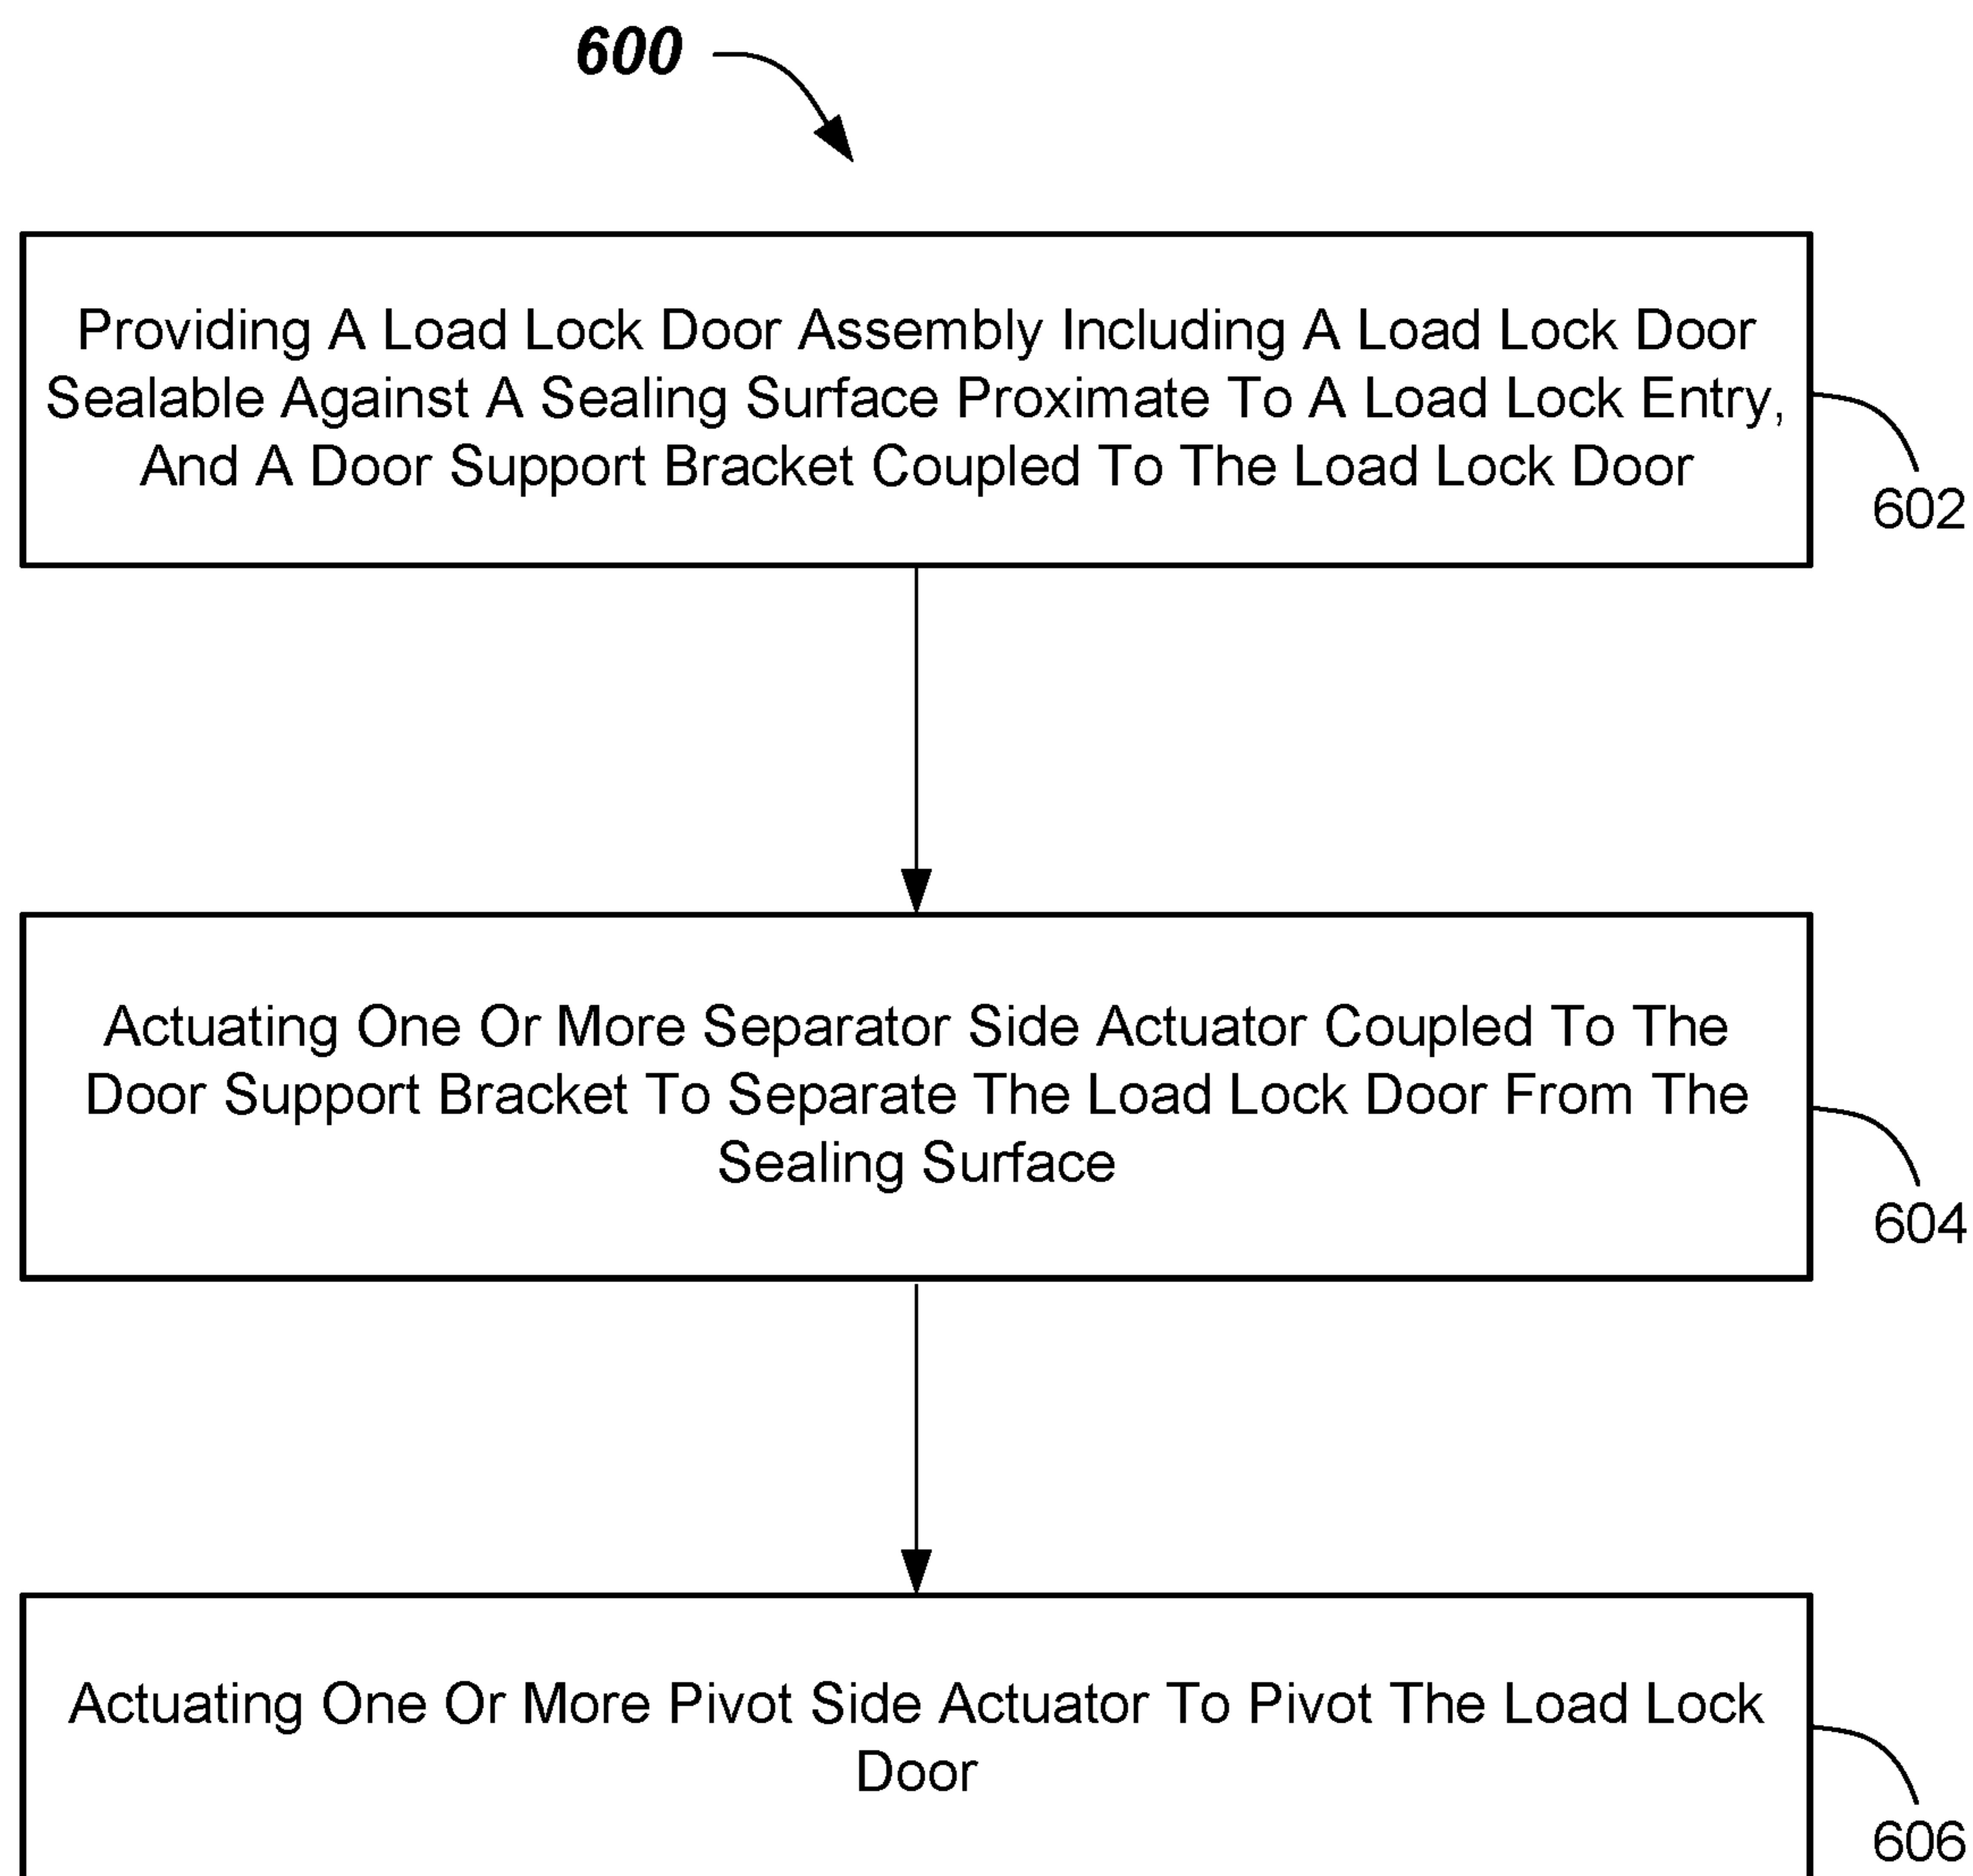 600
Providing A Load Lock Door Assembly Including A Load Lock Door
Sealable Against A Sealing Surface Proximate To A Load Lock Entry,
And A Door Support Bracket Coupled To The Load Lock Door
602
Actuating One Or More Separator Side Actuator Coupled To The
Door Support Bracket To Separate The Load Lock Door From The
Sealing Surface
604
Actuating One Or More Pivot Side Actuator To Pivot The Load Lock
Door
606